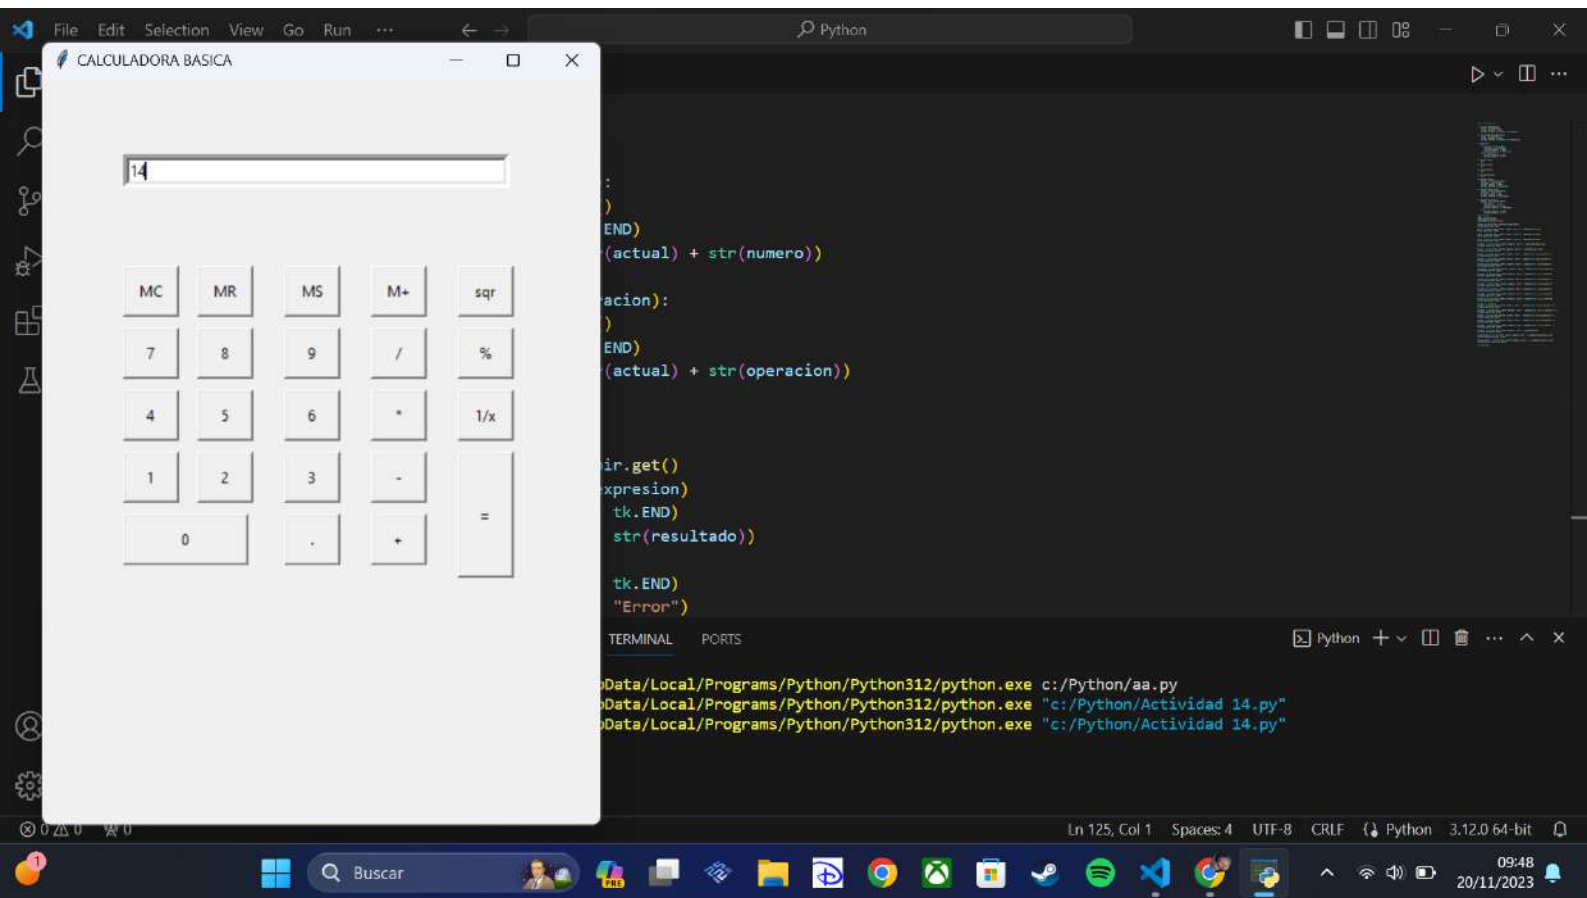 File Edit Selection View Go Run ··· Python
CALCULADORA BASICA
14
MC MR MS M+ sqr
7 8 9 / %
4 5 6 * 1/x
1 2 3 - =
0 . +
:
)
END)
(actual) + str(numero))
acion):
)
END)
(actual) + str(operacion))
ir.get()
xpresion)
tk.END)
str(resultado))
tk.END)
"Error")
TERMINAL PORTS Python
Data/Local/Programs/Python/Python312/python.exe c:/Python/aa.py
Data/Local/Programs/Python/Python312/python.exe "c:/Python/Actividad 14.py"
Data/Local/Programs/Python/Python312/python.exe "c:/Python/Actividad 14.py"
0 0 0 Ln 125, Col 1 Spaces: 4 UTF-8 CRLF Python 3.12.0 64-bit
1 Buscar PRE 09:48
20/11/2023